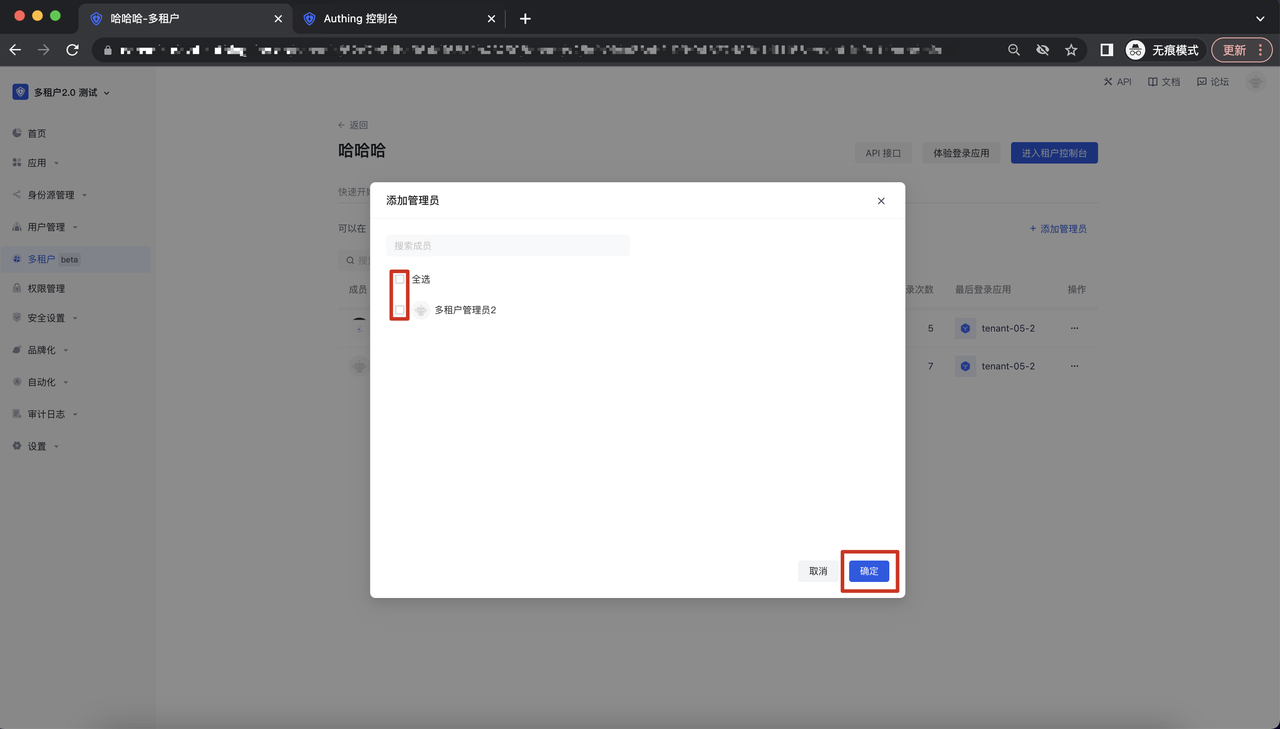 哈哈哈-多租户
Authing 控制台
无痕模式
更新
多租户2.0 测试
API
文档
论坛
首页
应用
身份源管理
用户管理
多租户 beta
权限管理
安全设置
品牌化
自动化
审计日志
设置
返回
哈哈哈
API 接口
体验登录应用
进入租户控制台
快速开
可以在
+ 添加管理员
成员
录次数
最后登录应用
操作
5
tenant-05-2
7
tenant-05-2
添加管理员
搜索成员
全选
多租户管理员2
取消
确定